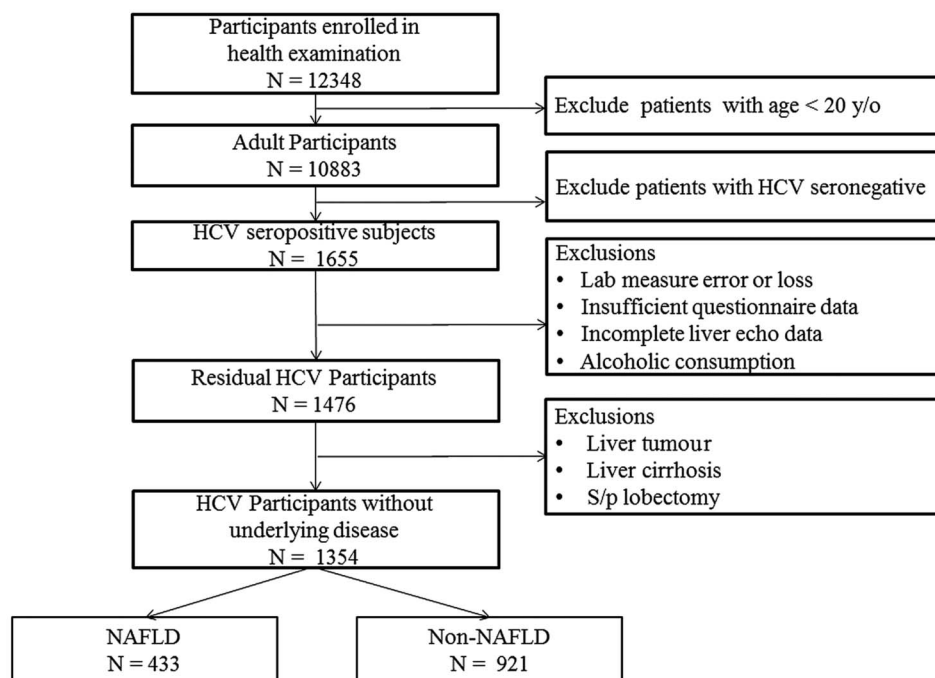 Participants enrolled in
health examination
N = 12348
Exclude patients with age < 20 y/o
Adult Participants
N = 10883
Exclude patients with HCV seronegative
HCV seropositive subjects
N = 1655
Exclusions
• Lab measure error or loss
• Insufficient questionnaire data
• Incomplete liver echo data
• Alcoholic consumption
Residual HCV Participants
N = 1476
Exclusions
• Liver tumour
• Liver cirrhosis
• S/p lobectomy
HCV Participants without
underlying disease
N = 1354
NAFLD
N = 433
Non-NAFLD
N = 921